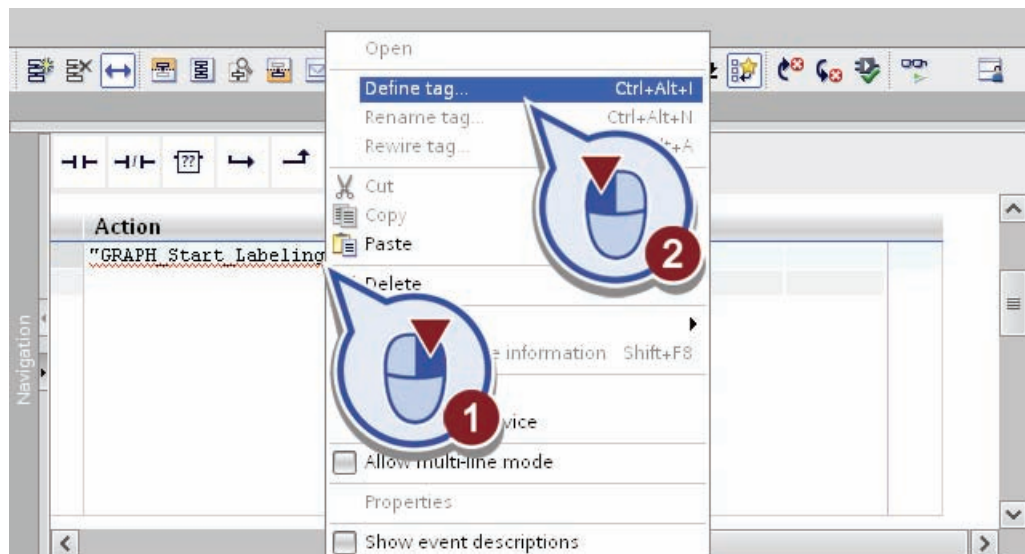 Open
Define tag... Ctrl+Alt+I
Rename tag... Ctrl+Alt+N
Rewire tag...
Cut
Copy
Paste
Delete
information Shift+F8
Allow multi-line mode
Properties
Show event descriptions
??
Action
"GRAPH_Start_Labeling
Navigation
1
2